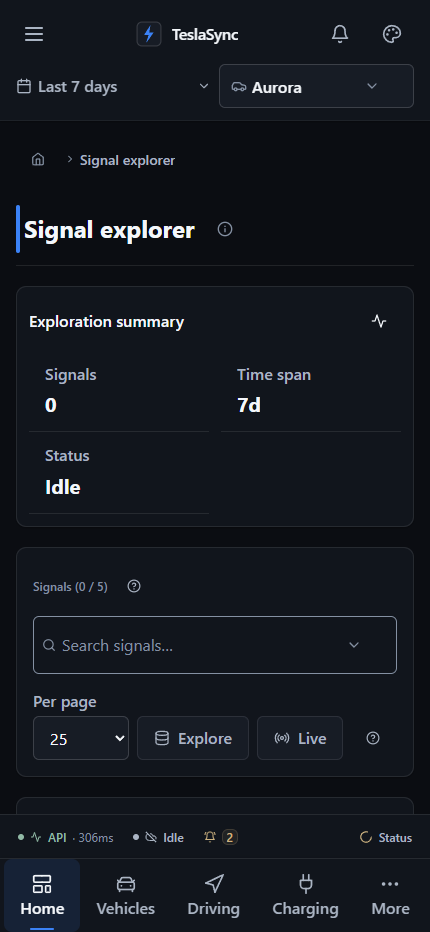 TeslaSync
Last 7 days
Aurora
Signal explorer
Signal explorer
Exploration summary
Signals
Time span
0
7d
Status
Idle
Signals (0 / 5)
Search signals...
Per page
25
Explore
Live
API · 306ms
Idle
2
Status
Home
Vehicles
Driving
Charging
More